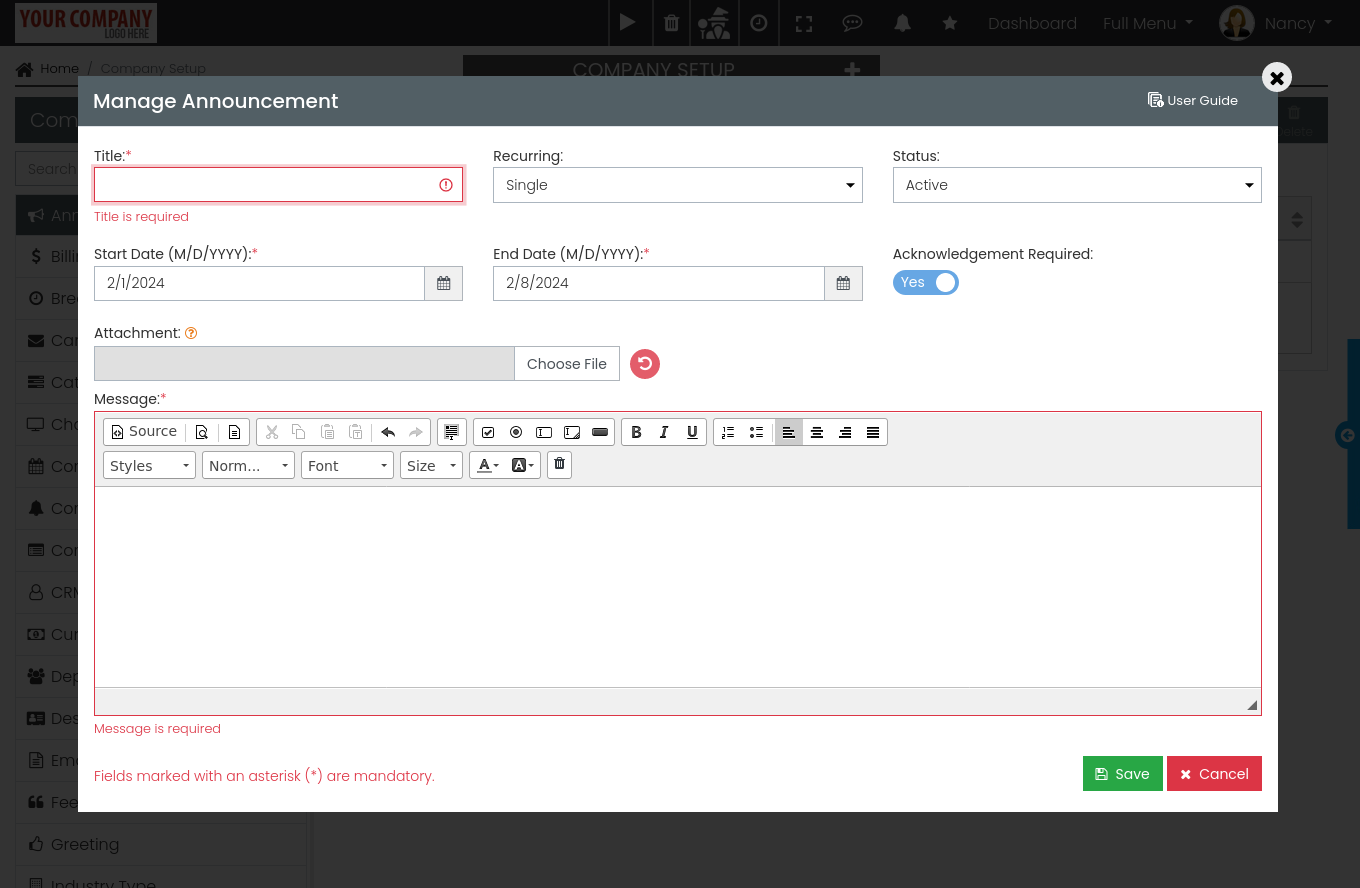 YOUR COMPANY
LOGO HERE
Dashboard
Full Menu
Nancy
Home / Company Setup
COMPANY SETUP
Manage Announcement
User Guide
Com
Search
Title:*
Recurring:
Status:
Single
Active
Title is required
Start Date (M/D/YYYY):*
End Date (M/D/YYYY):*
Acknowledgement Required:
2/1/2024
2/8/2024
Yes
Attachment:
Choose File
Message:*
Source
B I U
Styles
Norm...
Font
Size
A
A
Message is required
Fields marked with an asterisk (*) are mandatory.
Save
Cancel
Ann
Billi
Bre
Car
Cat
Cho
Cor
Cor
Cor
CRM
Cur
Dep
Des
Ema
Fee
Greeting
Industry Type